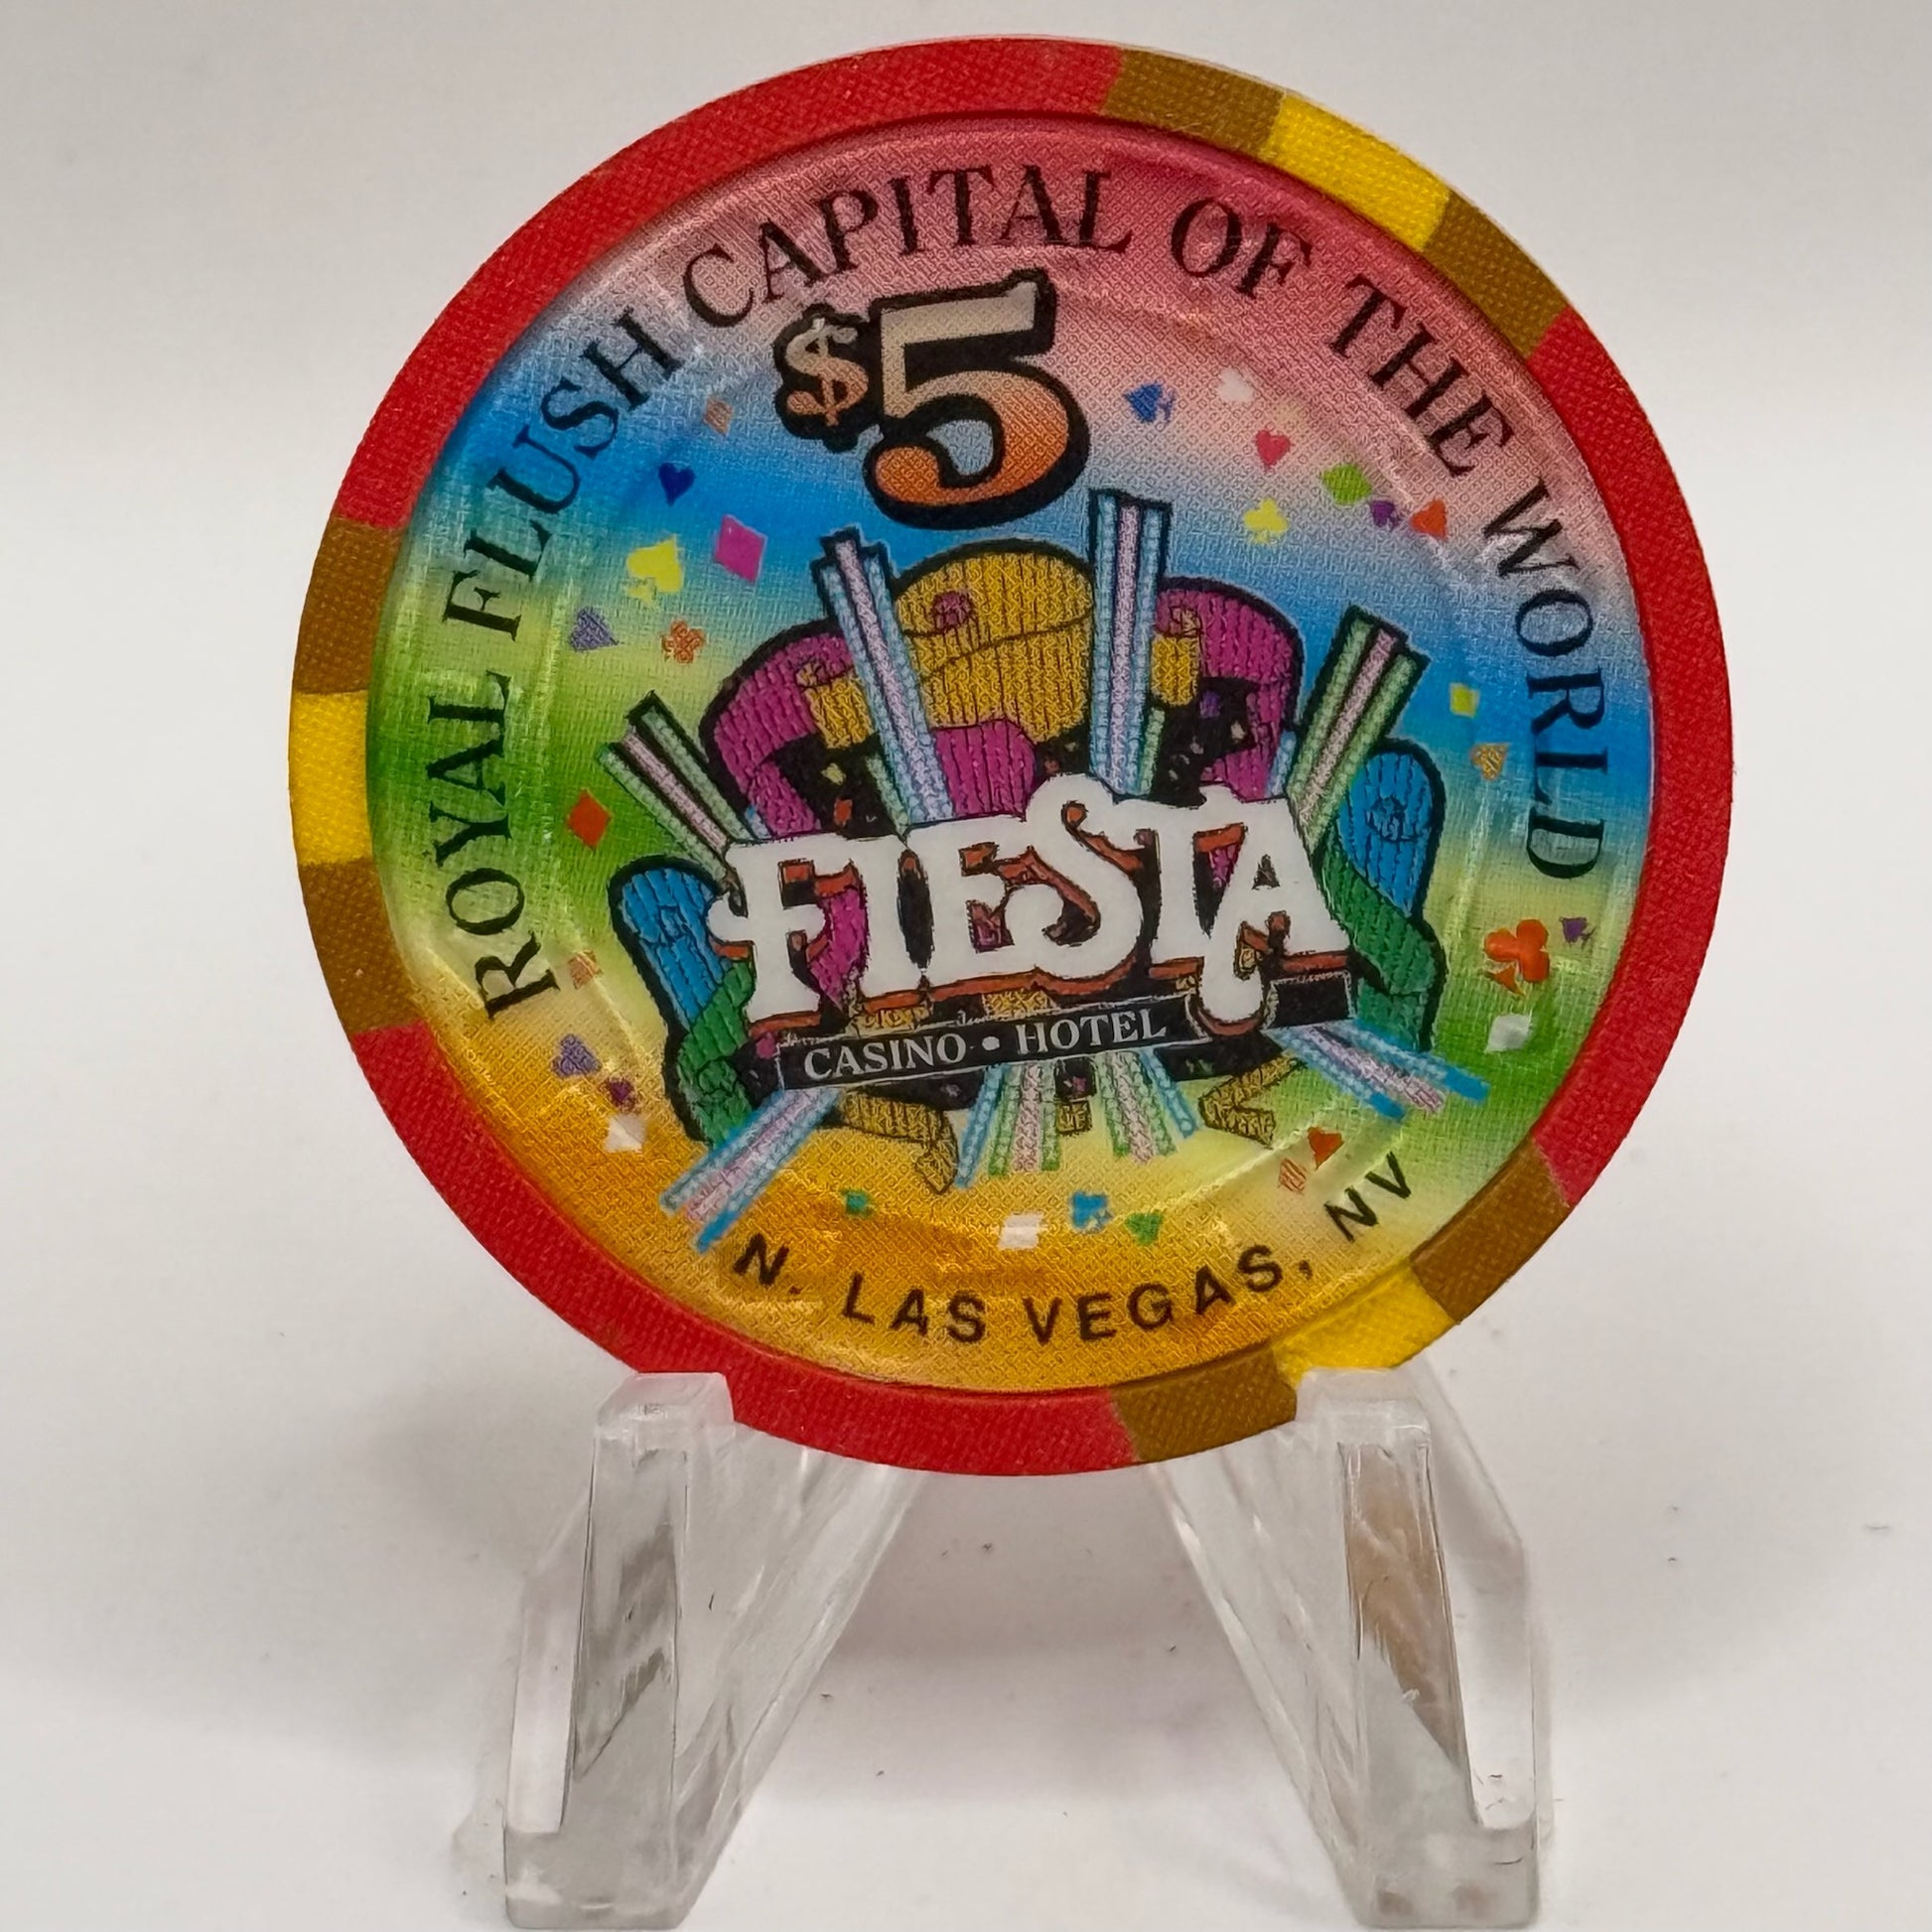 ROYAL FLUSH CAPITAL OF THE WORLD
$5
FIESTA
CASINO • HOTEL
N. LAS VEGAS, NV